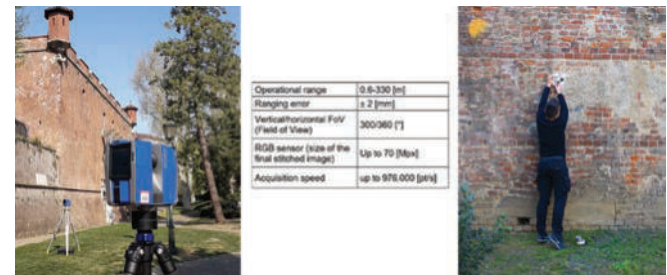 Operational range 0.6-330 [m]
Ranging error ± 2 [mm]
Vertical/horizontal FoV 300/360 [°]
(Field of View)
RGB sensor (size of the Up to 70 [Mpx]
final stitched image)
Acquisition speed up to 976.000 [pt/s]